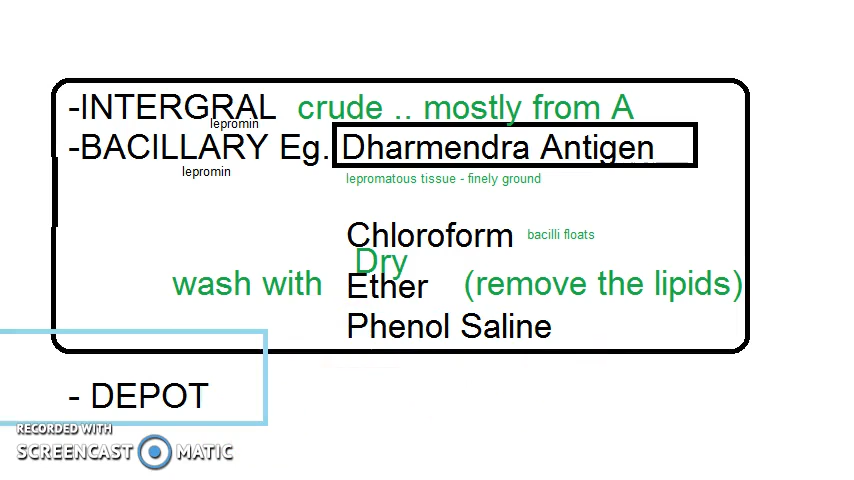 -INTERGRAL crude .. mostly from A
lepromin
-BACILLARY Eg. Dharmendra Antigen
lepromin
lepromatous tissue - finely ground
Chloroform bacilli floats
Dry
wash with Ether (remove the lipids)
Phenol Saline
- DEPOT
RECORDED WITH
SCREENCAST MATIC